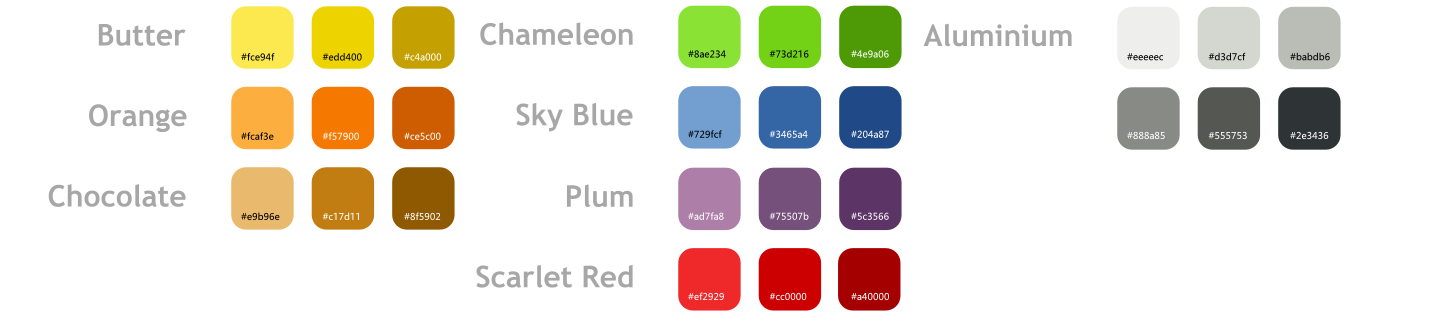 Butter
#fce94f #edd400 #c4a000
Orange
#fcaf3e #f57900 #ce5c00
Chocolate
#e9b96e #c17d11 #8f5902
Chameleon
#8ae234 #73d216 #4e9a06
Sky Blue
#729fcf #3465a4 #204a87
Plum
#ad7fa8 #75507b #5c3566
Scarlet Red
#ef2929 #cc0000 #a40000
Aluminium
#eeeeec #d3d7cf #babdb6
#888a85 #555753 #2e3436